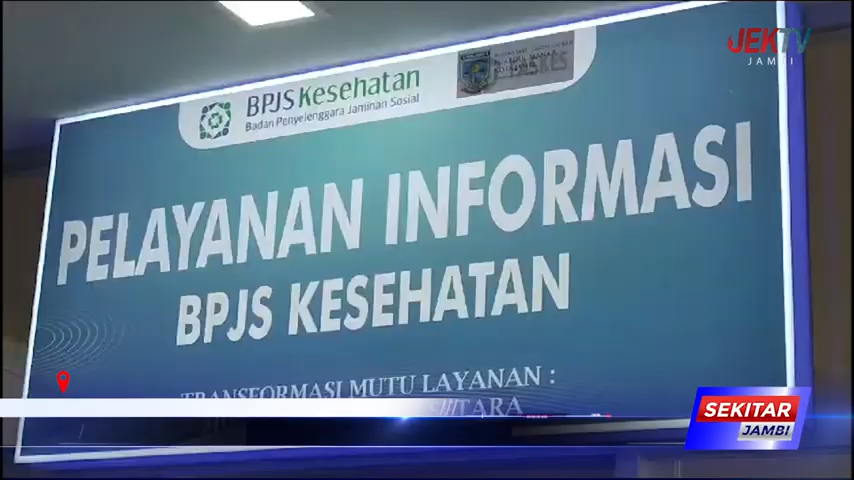 JEKTV
JAMBI
BPJS Kesehatan
Badan Penyelenggara Jaminan Sosial
PELAYANAN INFORMASI
BPJS KESEHATAN
TRANSFORMASI MUTU LAYANAN :
SEKITAR
JAMBI